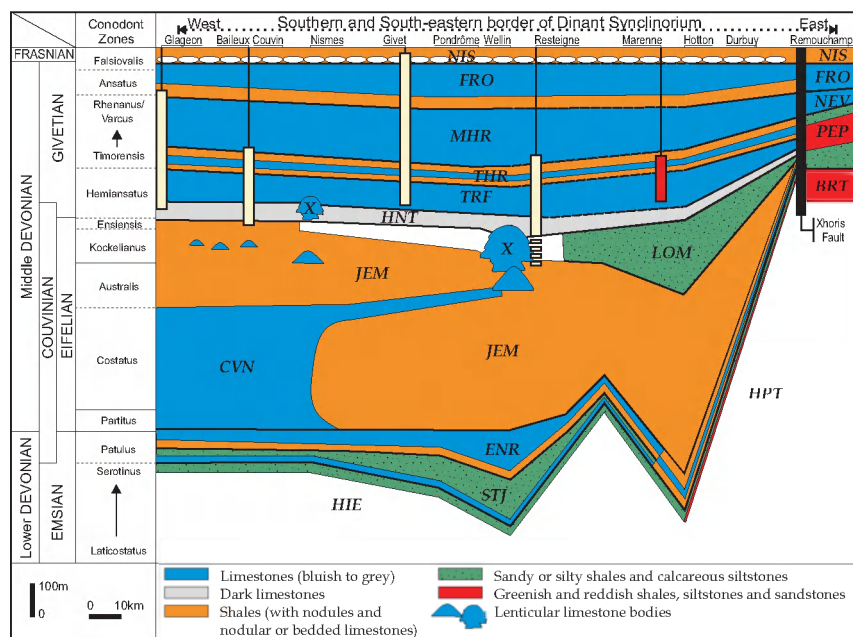 Conodont
Zones
Southern and South-eastern border of Dinant Synclinorium
West
East
Glageon
Baileux
Couvin
Nismes
Givet
Pondrôme
Wellin
Resteigne
Marenne
Hotton
Durbuy
Remouchamps
FRASNIAN
Middle DEVONIAN
Lower DEVONIAN
GIVETIAN
COUVINIAN
EIFELIAN
EMSIAN
Falsiovalis
Ansatus
Rhenanus/
Varcus
Timorensis
Hemiansatus
Ensiensis
Kockelianus
Australis
Costatus
Partitus
Patulus
Serotinus
Laticostatus
NIS
NIS
FRO
FRO
NEV
MHR
PEP
THR
TRF
BRT
X
HNT
Xhoris
Fault
X
LOM
JEM
JEM
CVN
HPT
ENR
STJ
HIE
100m
10km
Limestones (bluish to grey)
Dark limestones
Shales (with nodules and
nodular or bedded limestones)
Sandy or silty shales and calcareous siltstones
Greenish and reddish shales, siltstones and sandstones
Lenticular limestone bodies